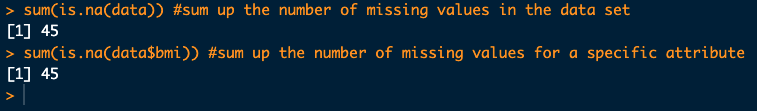 > sum(is.na(data)) #sum up the number of missing values in the data set
[1] 45
> sum(is.na(data$bmi)) #sum up the number of missing values for a specific attribute
[1] 45
>